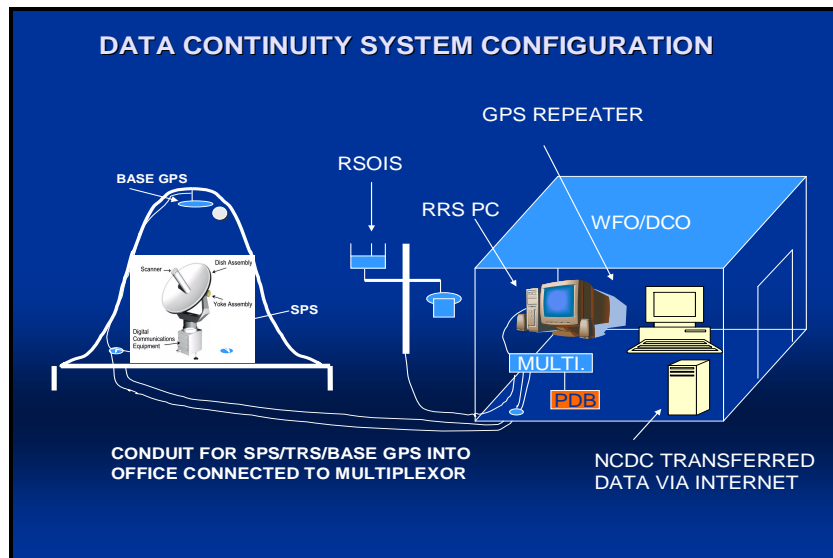 DATA CONTINUITY SYSTEM CONFIGURATION
GPS REPEATER
RSOIS
BASE GPS
RRS PC
WFO/DCO
Scanner
Dish Assembly
Yoke Assembly
SPS
Digital
Communications
Equipment
MULTI.
PDB
CONDUIT FOR SPS/TRS/BASE GPS INTO
OFFICE CONNECTED TO MULTIPLEXOR
NCDC TRANSFERRED
DATA VIA INTERNET